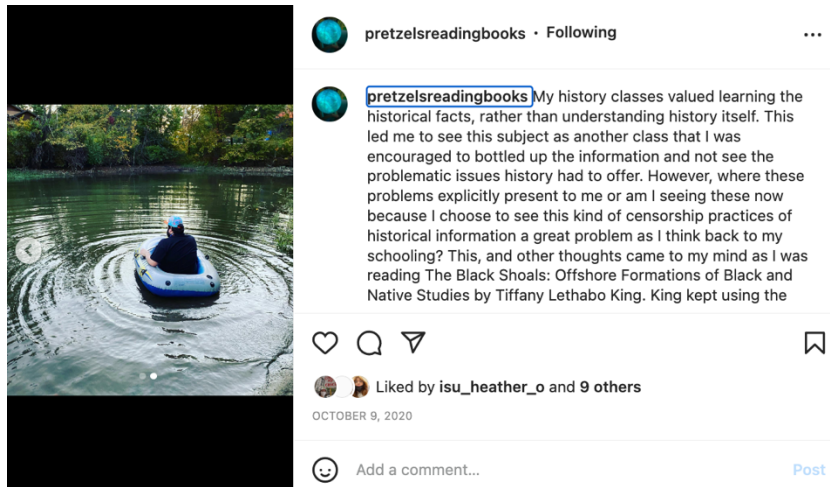 pretzelsreadingbooks • Following
pretzelsreadingbooks My history classes valued learning the
historical facts, rather than understanding history itself. This
led me to see this subject as another class that I was
encouraged to bottled up the information and not see the
problematic issues history had to offer. However, where these
problems explicitly present to me or am I seeing these now
because I choose to see this kind of censorship practices of
historical information a great problem as I think back to my
schooling? This, and other thoughts came to my mind as I was
reading The Black Shoals: Offshore Formations of Black and
Native Studies by Tiffany Lethabo King. King kept using the
Liked by isu_heather_o and 9 others
OCTOBER 9, 2020
Add a comment...
Post